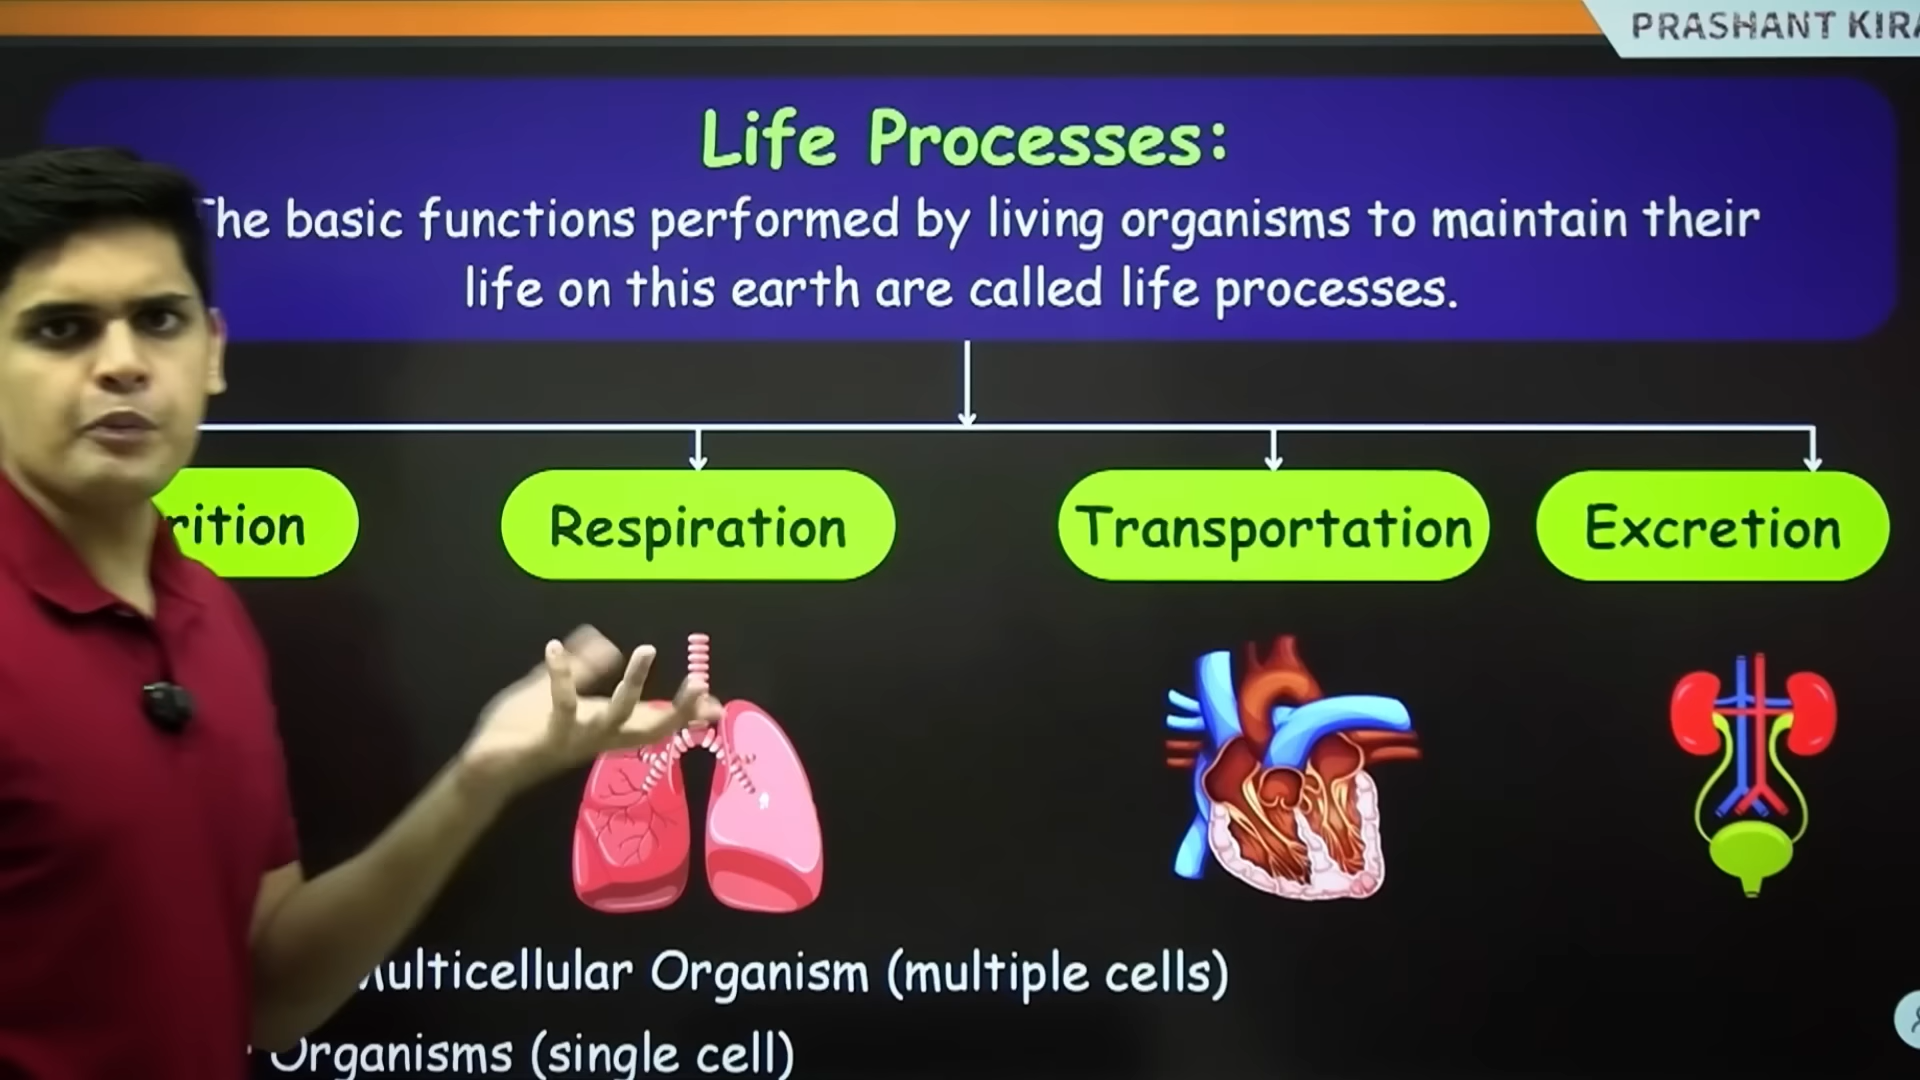 PRASHANT KIRA
Life Processes:
The basic functions performed by living organisms to maintain their
life on this earth are called life processes.
rition
Respiration
Transportation
Excretion
Multicellular Organism (multiple cells)
Organisms (single cell)